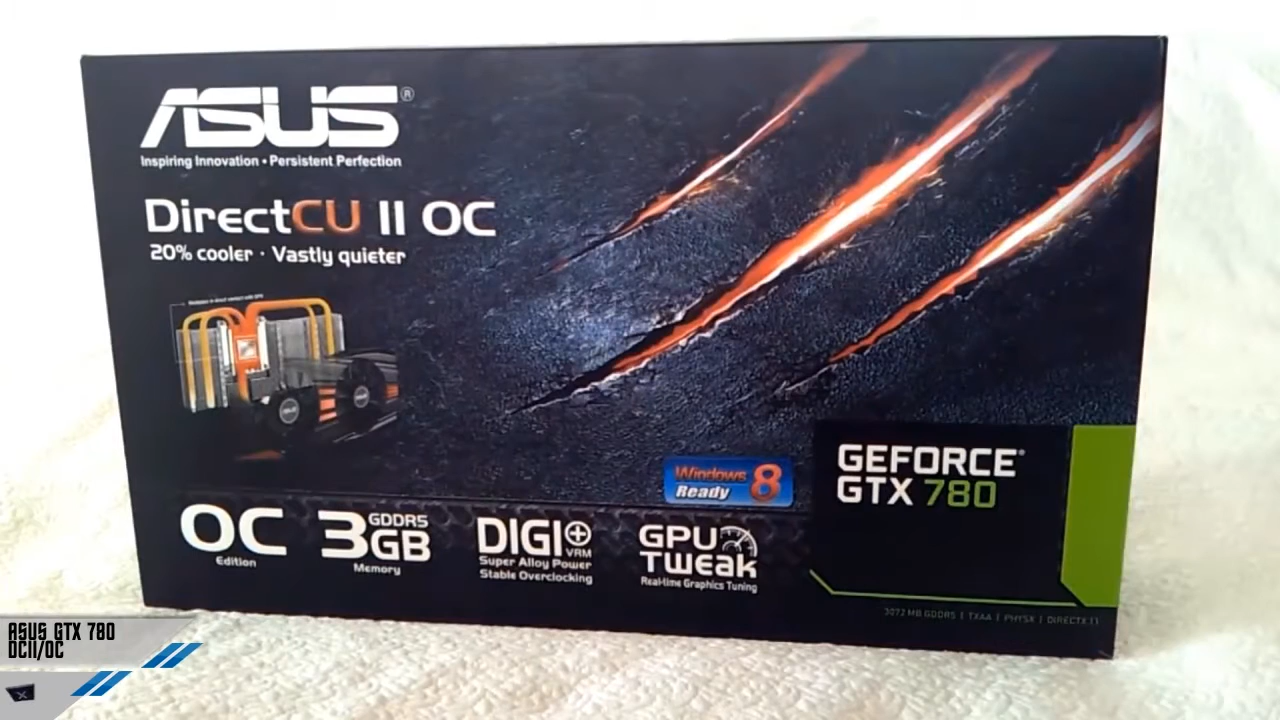 ASUS®
Inspiring Innovation • Persistent Perfection
DirectCU II OC
20% cooler · Vastly quieter
Windows 8
Ready
GEFORCE®
GTX 780
OC
Edition
3GB GDDR5
Memory
DIGI+ VRM
Super Alloy Power
Stable Overclocking
GPU
Tweak
Real-time Graphics Tuning
3072 MB GDDR5 | TXAA | PHYSX | DIRECTX 11
ASUS GTX 780
DCII/OC